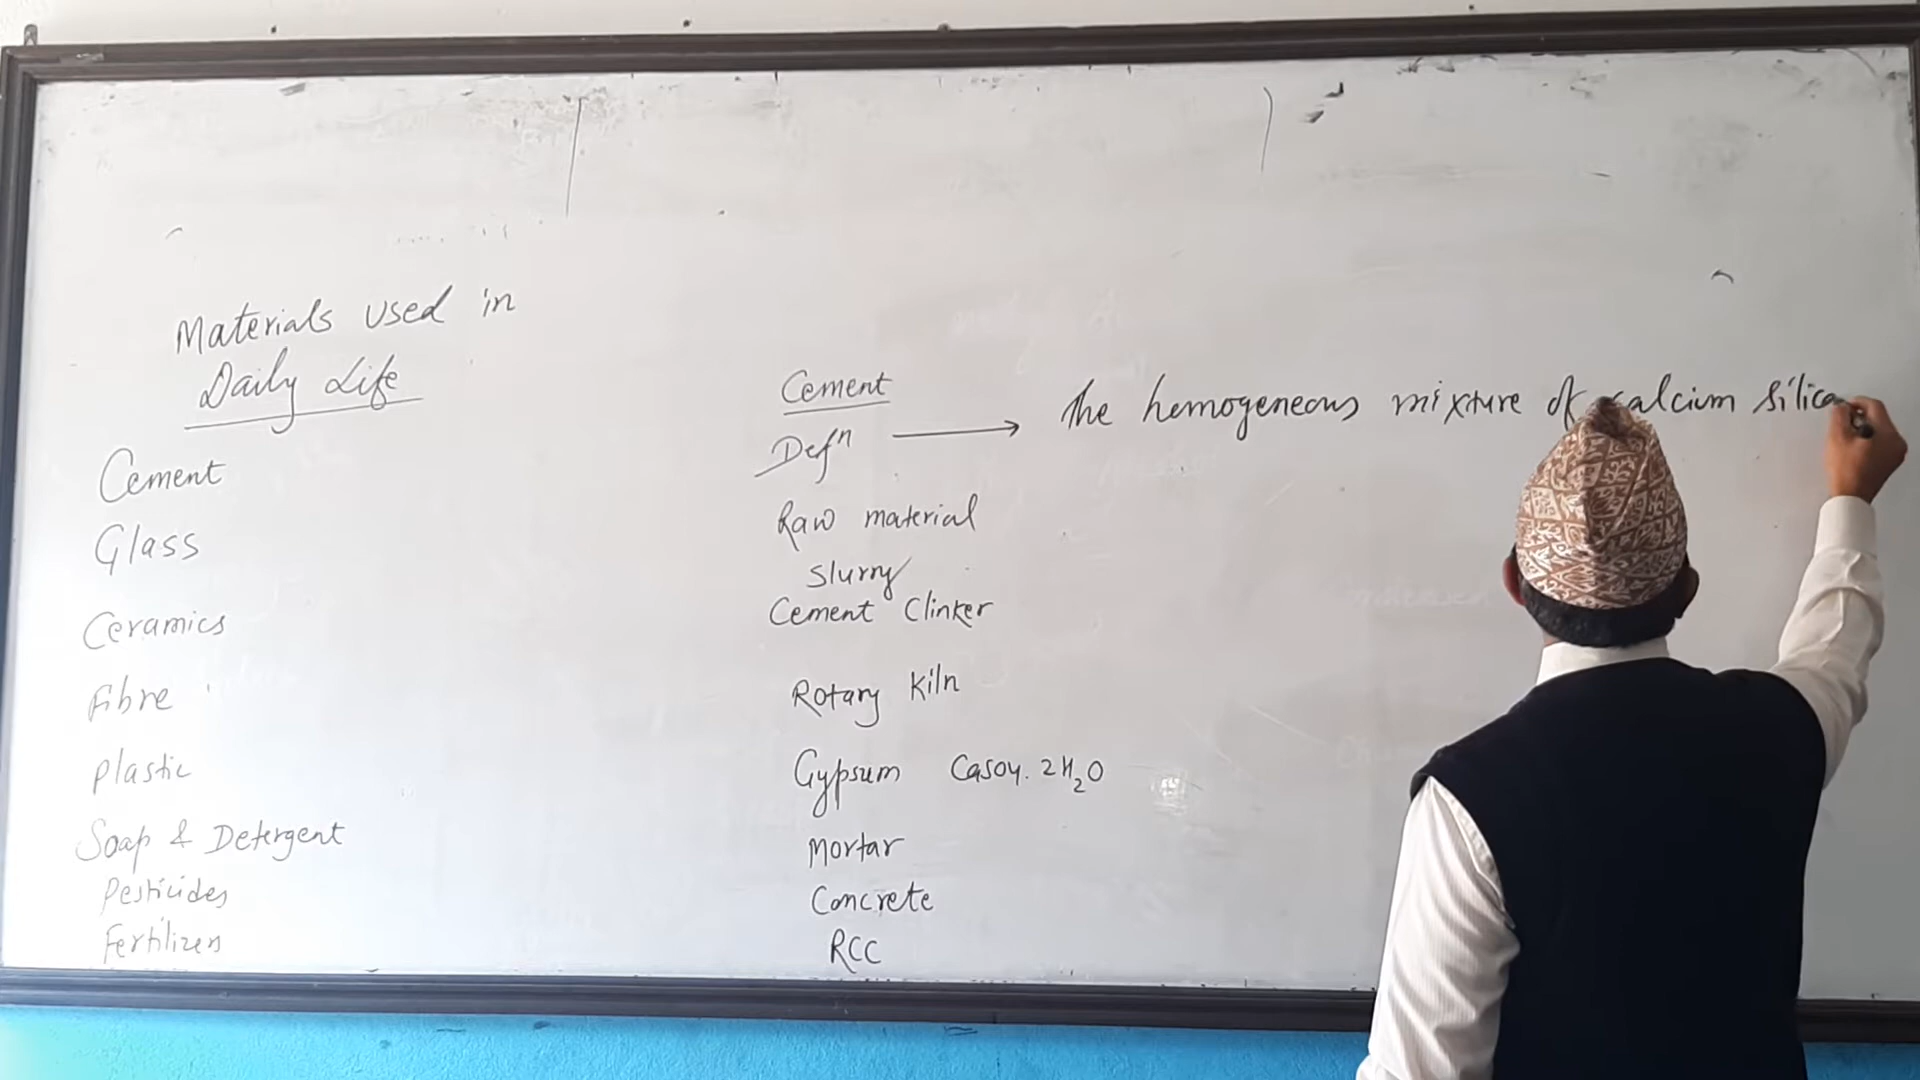 Materials used in
Daily Life
Cement
Glass
Ceramics
Fibre
Plastic
Soap & Detergent
Pesticides
Fertilizers
Cement
Defⁿ → The hemogeneous mixture of calcium silica
Raw material
Slurry
Cement Clinker
Rotary Kiln
Gypsum CaSO4. 2H₂O
Mortar
Concrete
RCC